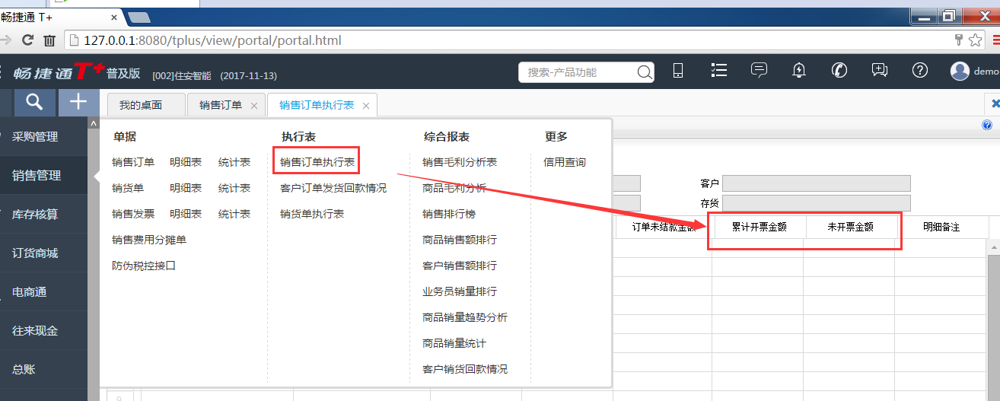 畅捷通 T+
127.0.0.1:8080/tplus/view/portal/portal.html
畅捷通T+ 普及版 [002]住安智能 (2017-11-13) 搜索-产品功能 demo
我的桌面 销售订单 销售订单执行表
采购管理
销售管理
库存核算
订货商城
电商通
往来现金
总账
单据 执行表 综合报表 更多
销售订单 明细表 统计表 销售订单执行表 销售毛利分析表 信用查询
销货单 明细表 统计表 客户订单发货回款情况 商品毛利分析
销售发票 明细表 统计表 销货单执行表 销售排行榜
销售费用分摊单 商品销售额排行
防伪税控接口 客户销售额排行
业务员销量排行
商品销量趋势分析
商品销量统计
客户销货回款情况
客户
存货
订单未结款金额 累计开票金额 未开票金额 明细备注
9